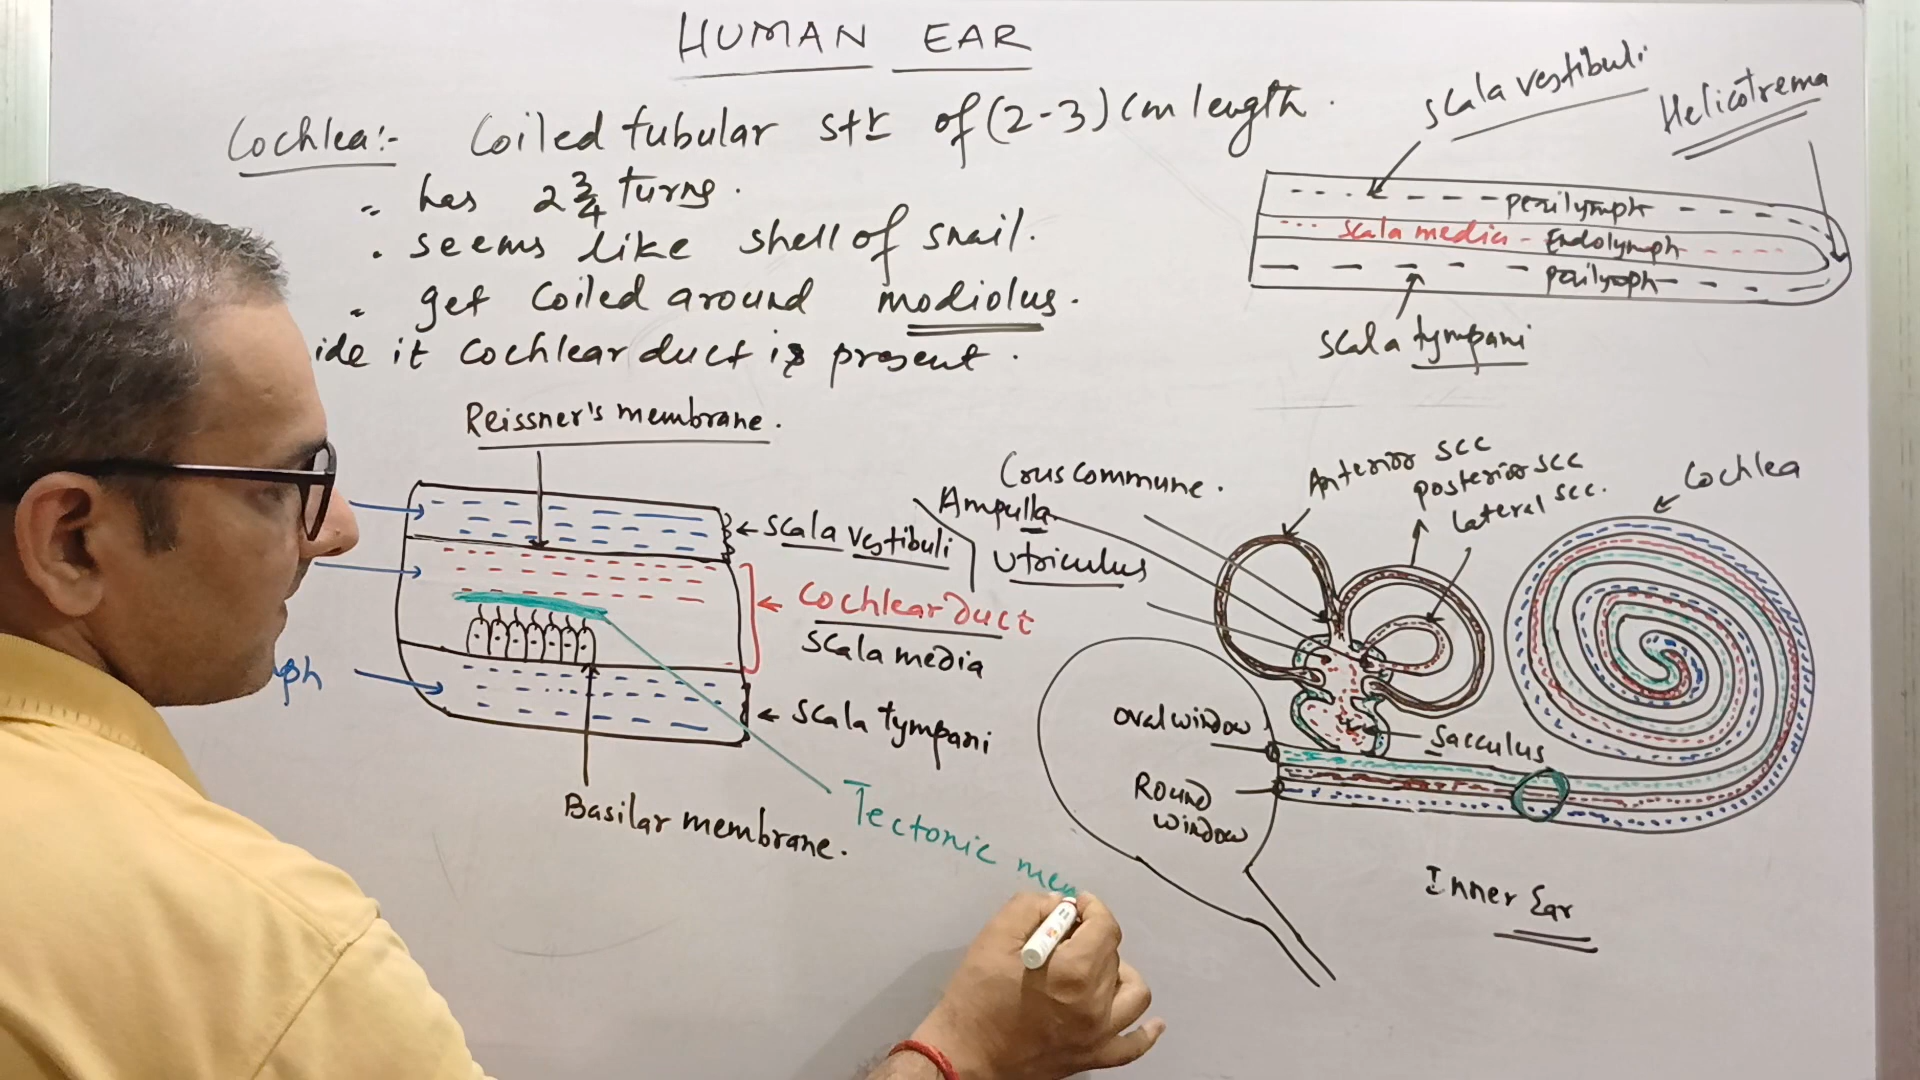 HUMAN EAR
Cochlea:- Coiled tubular str of (2-3) cm length.
" has 2 3/4 turns.
" seems like shell of snail.
" get coiled around modiolus.
ide it cochlear duct is present.
scala vestibuli
Helicotrema
perilymph
scala media - Endolymph
perilymph
scala tympani
Reissner's membrane.
scala vestibuli
Cochlear duct
scala media
scala tympani
mph
Basilar membrane.
Tectonic mem
Crus commune.
Ampulla
Utriculus
Anterior SCC
posterior SCC
lateral SCC.
Cochlea
oval window
Round
window
Sacculus
Inner Ear